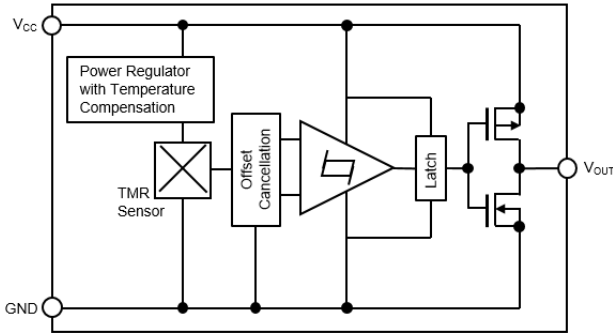 VCC
Power Regulator
with Temperature
Compensation
TMR
Sensor
Offset
Cancellation
Latch
VOUT
GND